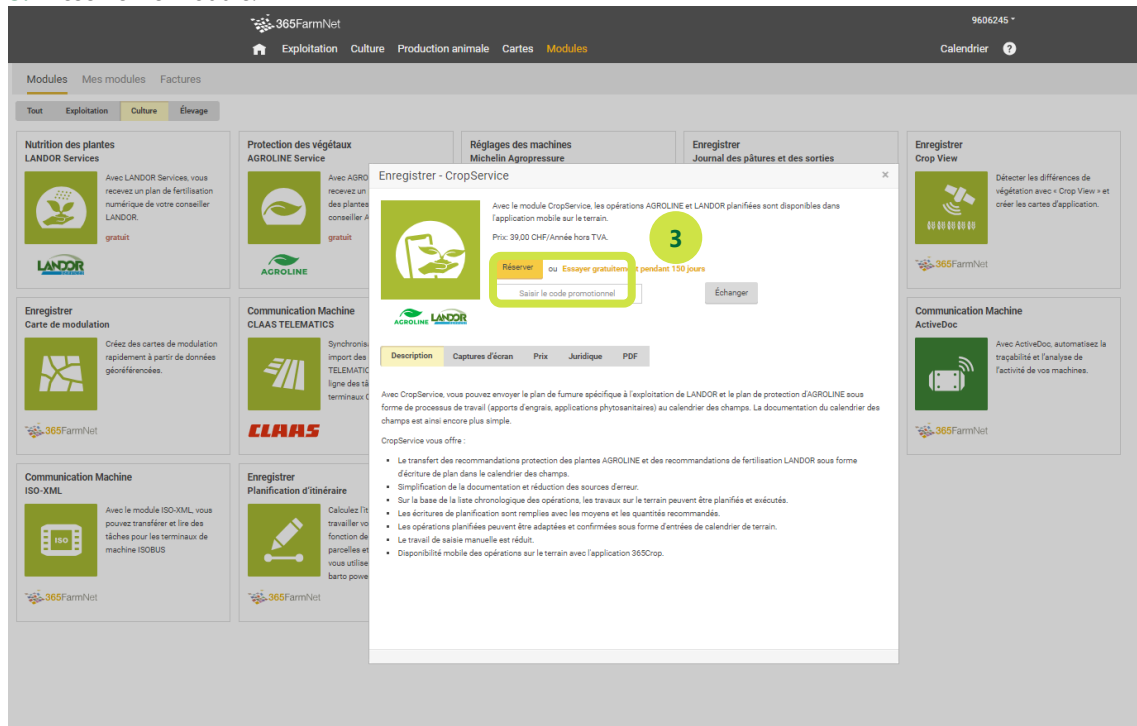 365FarmNet
9606245
Exploitation Culture Production animale Cartes Modules
Calendrier ?
Modules Mes modules Factures
Tout Exploitation Culture Élevage
Nutrition des plantes
LANDOR Services
Avec LANDOR Services, vous
recevez un plan de fertilisation
numérique de votre conseiller
LANDOR.
gratuit
LANDOR
Protection des végétaux
AGROLINE Service
Avec AGRO
recevez un
des plantes
conseiller A
gratuit
AGROLINE
Réglages des machines
Michelin Agropressure
Enregistrer
Journal des pâtures et des sorties
Enregistrer
Crop View
Détecter les différences de
végétation avec « Crop View » et
créer les cartes d'application.
365FarmNet
Enregistrer - CropService ×
Avec le module CropService, les opérations AGROLINE et LANDOR planifiées sont disponibles dans
l'application mobile sur le terrain.
Prix: 39,00 CHF/Année hors TVA.
3
Réserver ou Essayer gratuitement pendant 150 jours
Saisir le code promotionnel Échanger
AGROLINE LANDOR
Description Captures d'écran Prix Juridique PDF
Avec CropService, vous pouvez envoyer le plan de fumure spécifique à l'exploitation de LANDOR et le plan de protection d'AGROLINE sous
forme de processus de travail (apports d'engrais, applications phytosanitaires) au calendrier des champs. La documentation du calendrier des
champs est ainsi encore plus simple.
CropService vous offre :
• Le transfert des recommandations protection des plantes AGROLINE et des recommandations de fertilisation LANDOR sous forme
d'écriture de plan dans le calendrier des champs.
• Simplification de la documentation et réduction des sources d'erreur.
• Sur la base de la liste chronologique des opérations, les travaux sur le terrain peuvent être planifiés et exécutés.
• Les écritures de planification sont remplies avec les moyens et les quantités recommandés.
• Les opérations planifiées peuvent être adaptées et confirmées sous forme d'entrées de calendrier de terrain.
• Le travail de saisie manuelle est réduit.
• Disponibilité mobile des opérations sur le terrain avec l'application 365Crop.
Enregistrer
Carte de modulation
Créez des cartes de modulation
rapidement à partir de données
géoréférencées.
365FarmNet
Communication Machine
CLAAS TELEMATICS
Synchronis
import des
TELEMATIC
ligne des tâ
terminaux C
CLAAS
Communication Machine
ActiveDoc
Avec ActiveDoc, automatisez la
traçabilité et l'analyse de
l'activité de vos machines.
365FarmNet
Communication Machine
ISO-XML
ISO
Avec le module ISO-XML, vous
pouvez transférer et lire des
tâches pour les terminaux de
machine ISOBUS
365FarmNet
Enregistrer
Planification d'itinéraire
Calculez l'it
travailler vo
fonction de
parcelles et
vous utilise
barto powe
365FarmNet